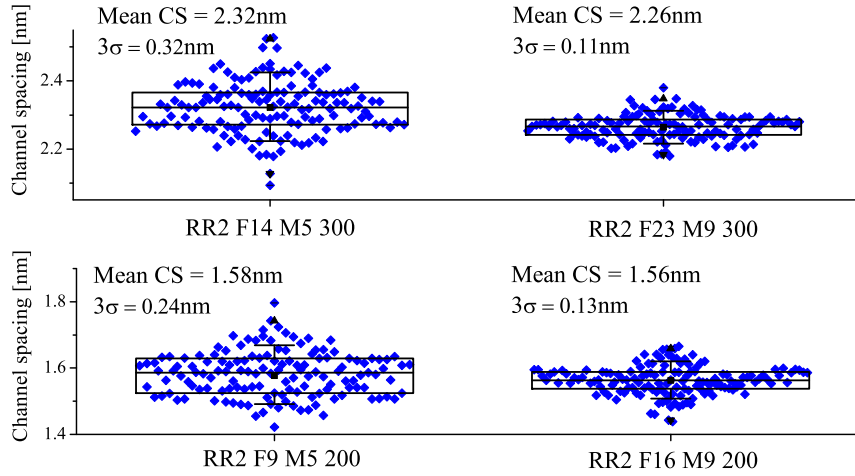 Channel spacing [nm]
Mean CS = 2.32nm
3σ = 0.32nm
Mean CS = 2.26nm
3σ = 0.11nm
2.4
2.2
RR2 F14 M5 300
RR2 F23 M9 300
Channel spacing [nm]
Mean CS = 1.58nm
3σ = 0.24nm
Mean CS = 1.56nm
3σ = 0.13nm
1.8
1.6
1.4
RR2 F9 M5 200
RR2 F16 M9 200